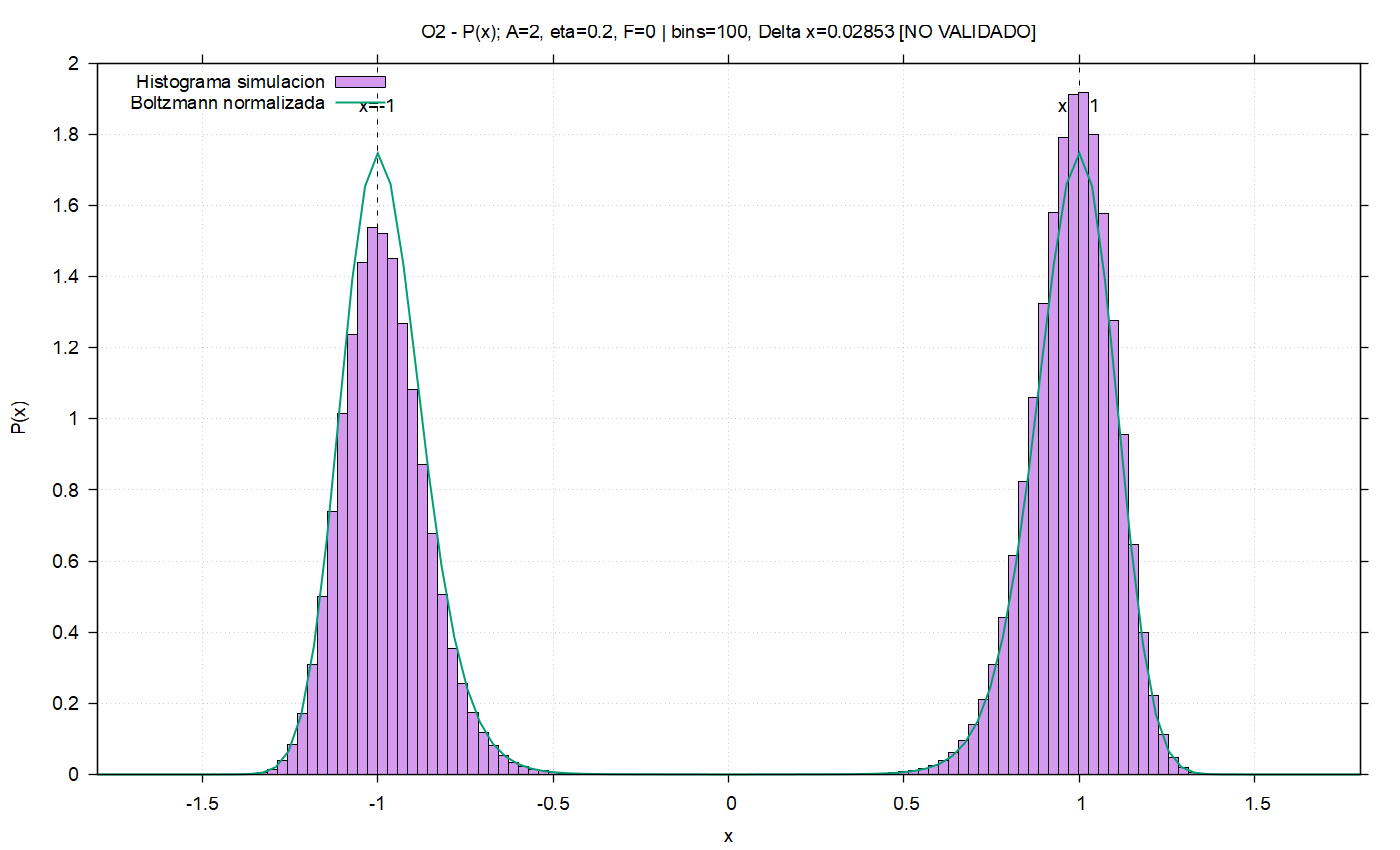 O2 - P(x); A=2, eta=0.2, F=0 | bins=100, Delta x=0.02853 [NO VALIDADO]
Histograma simulacion
Boltzmann normalizada
x=-1
x 1
2
1.8
1.6
1.4
1.2
1
0.8
0.6
0.4
0.2
0
P(x)
-1.5
-1
-0.5
0
0.5
1
1.5
x